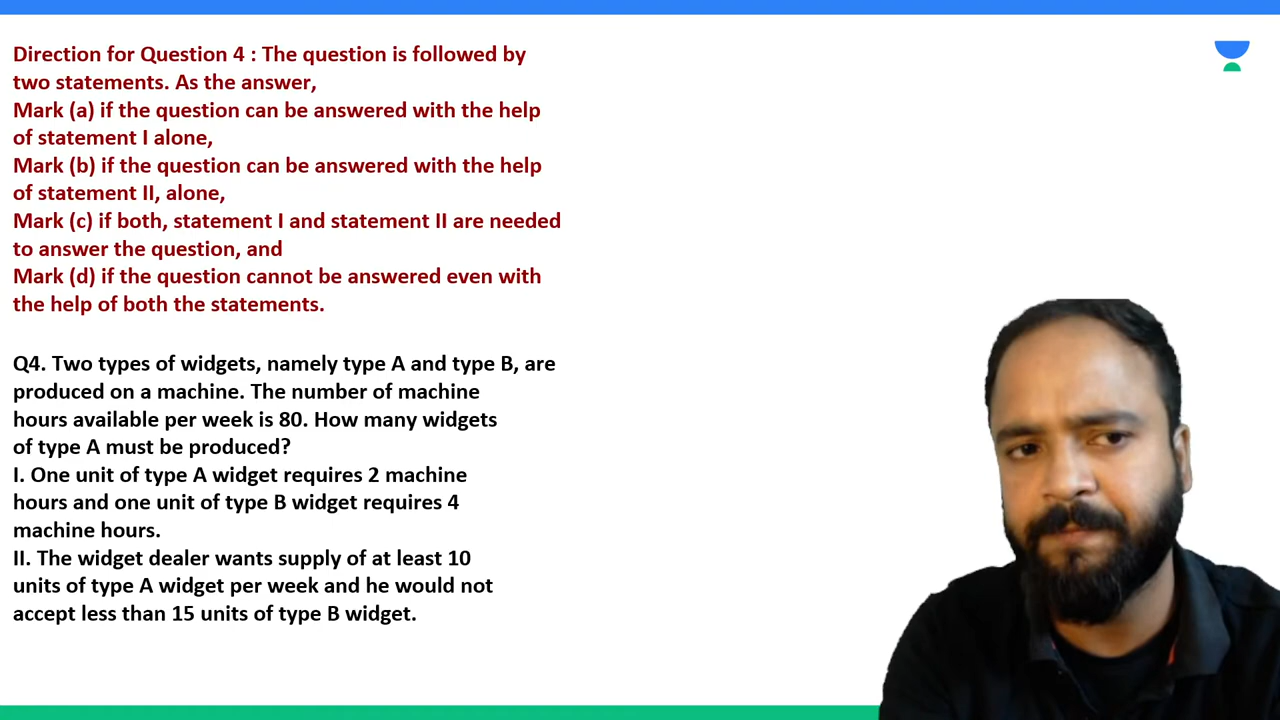 Direction for Question 4 : The question is followed by
two statements. As the answer,
Mark (a) if the question can be answered with the help
of statement I alone,
Mark (b) if the question can be answered with the help
of statement II, alone,
Mark (c) if both, statement I and statement II are needed
to answer the question, and
Mark (d) if the question cannot be answered even with
the help of both the statements.
Q4. Two types of widgets, namely type A and type B, are
produced on a machine. The number of machine
hours available per week is 80. How many widgets
of type A must be produced?
I. One unit of type A widget requires 2 machine
hours and one unit of type B widget requires 4
machine hours.
II. The widget dealer wants supply of at least 10
units of type A widget per week and he would not
accept less than 15 units of type B widget.